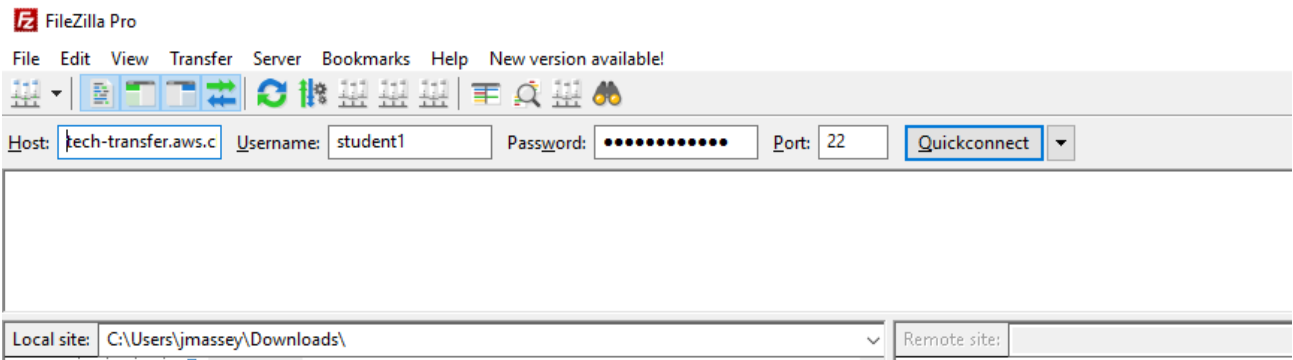 FileZilla Pro
File Edit View Transfer Server Bookmarks Help New version available!
Host: tech-transfer.aws.c Username: student1 Password: •••••••••••• Port: 22 Quickconnect
Local site: C:\Users\jmassey\Downloads\ Remote site: